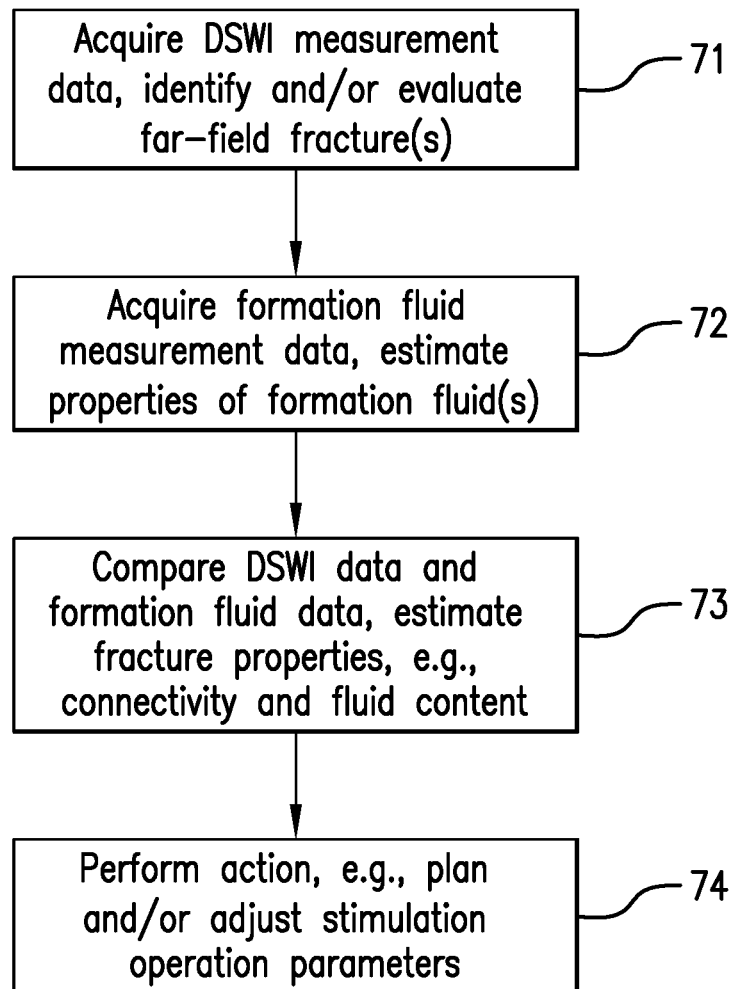 Acquire DSWI measurement
data, identify and/or evaluate
far-field fracture(s)
71
Acquire formation fluid
measurement data, estimate
properties of formation fluid(s)
72
Compare DSWI data and
formation fluid data, estimate
fracture properties, e.g.,
connectivity and fluid content
73
Perform action, e.g., plan
and/or adjust stimulation
operation parameters
74